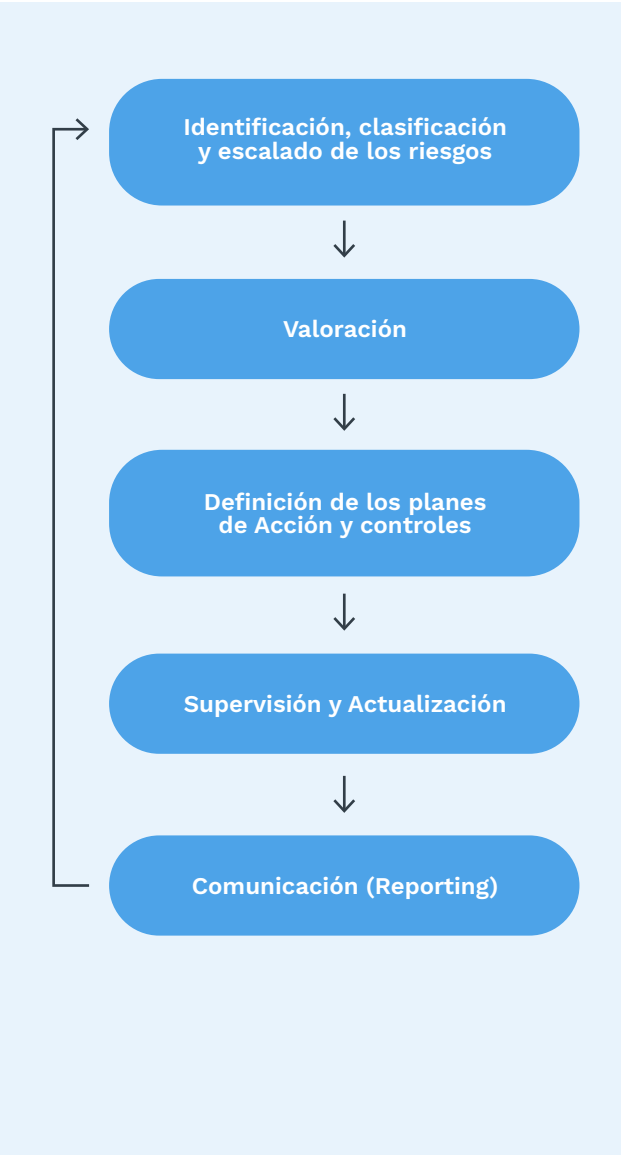 Identificación, clasificación
y escalado de los riesgos
Valoración
Definición de los planes
de Acción y controles
Supervisión y Actualización
Comunicación (Reporting)